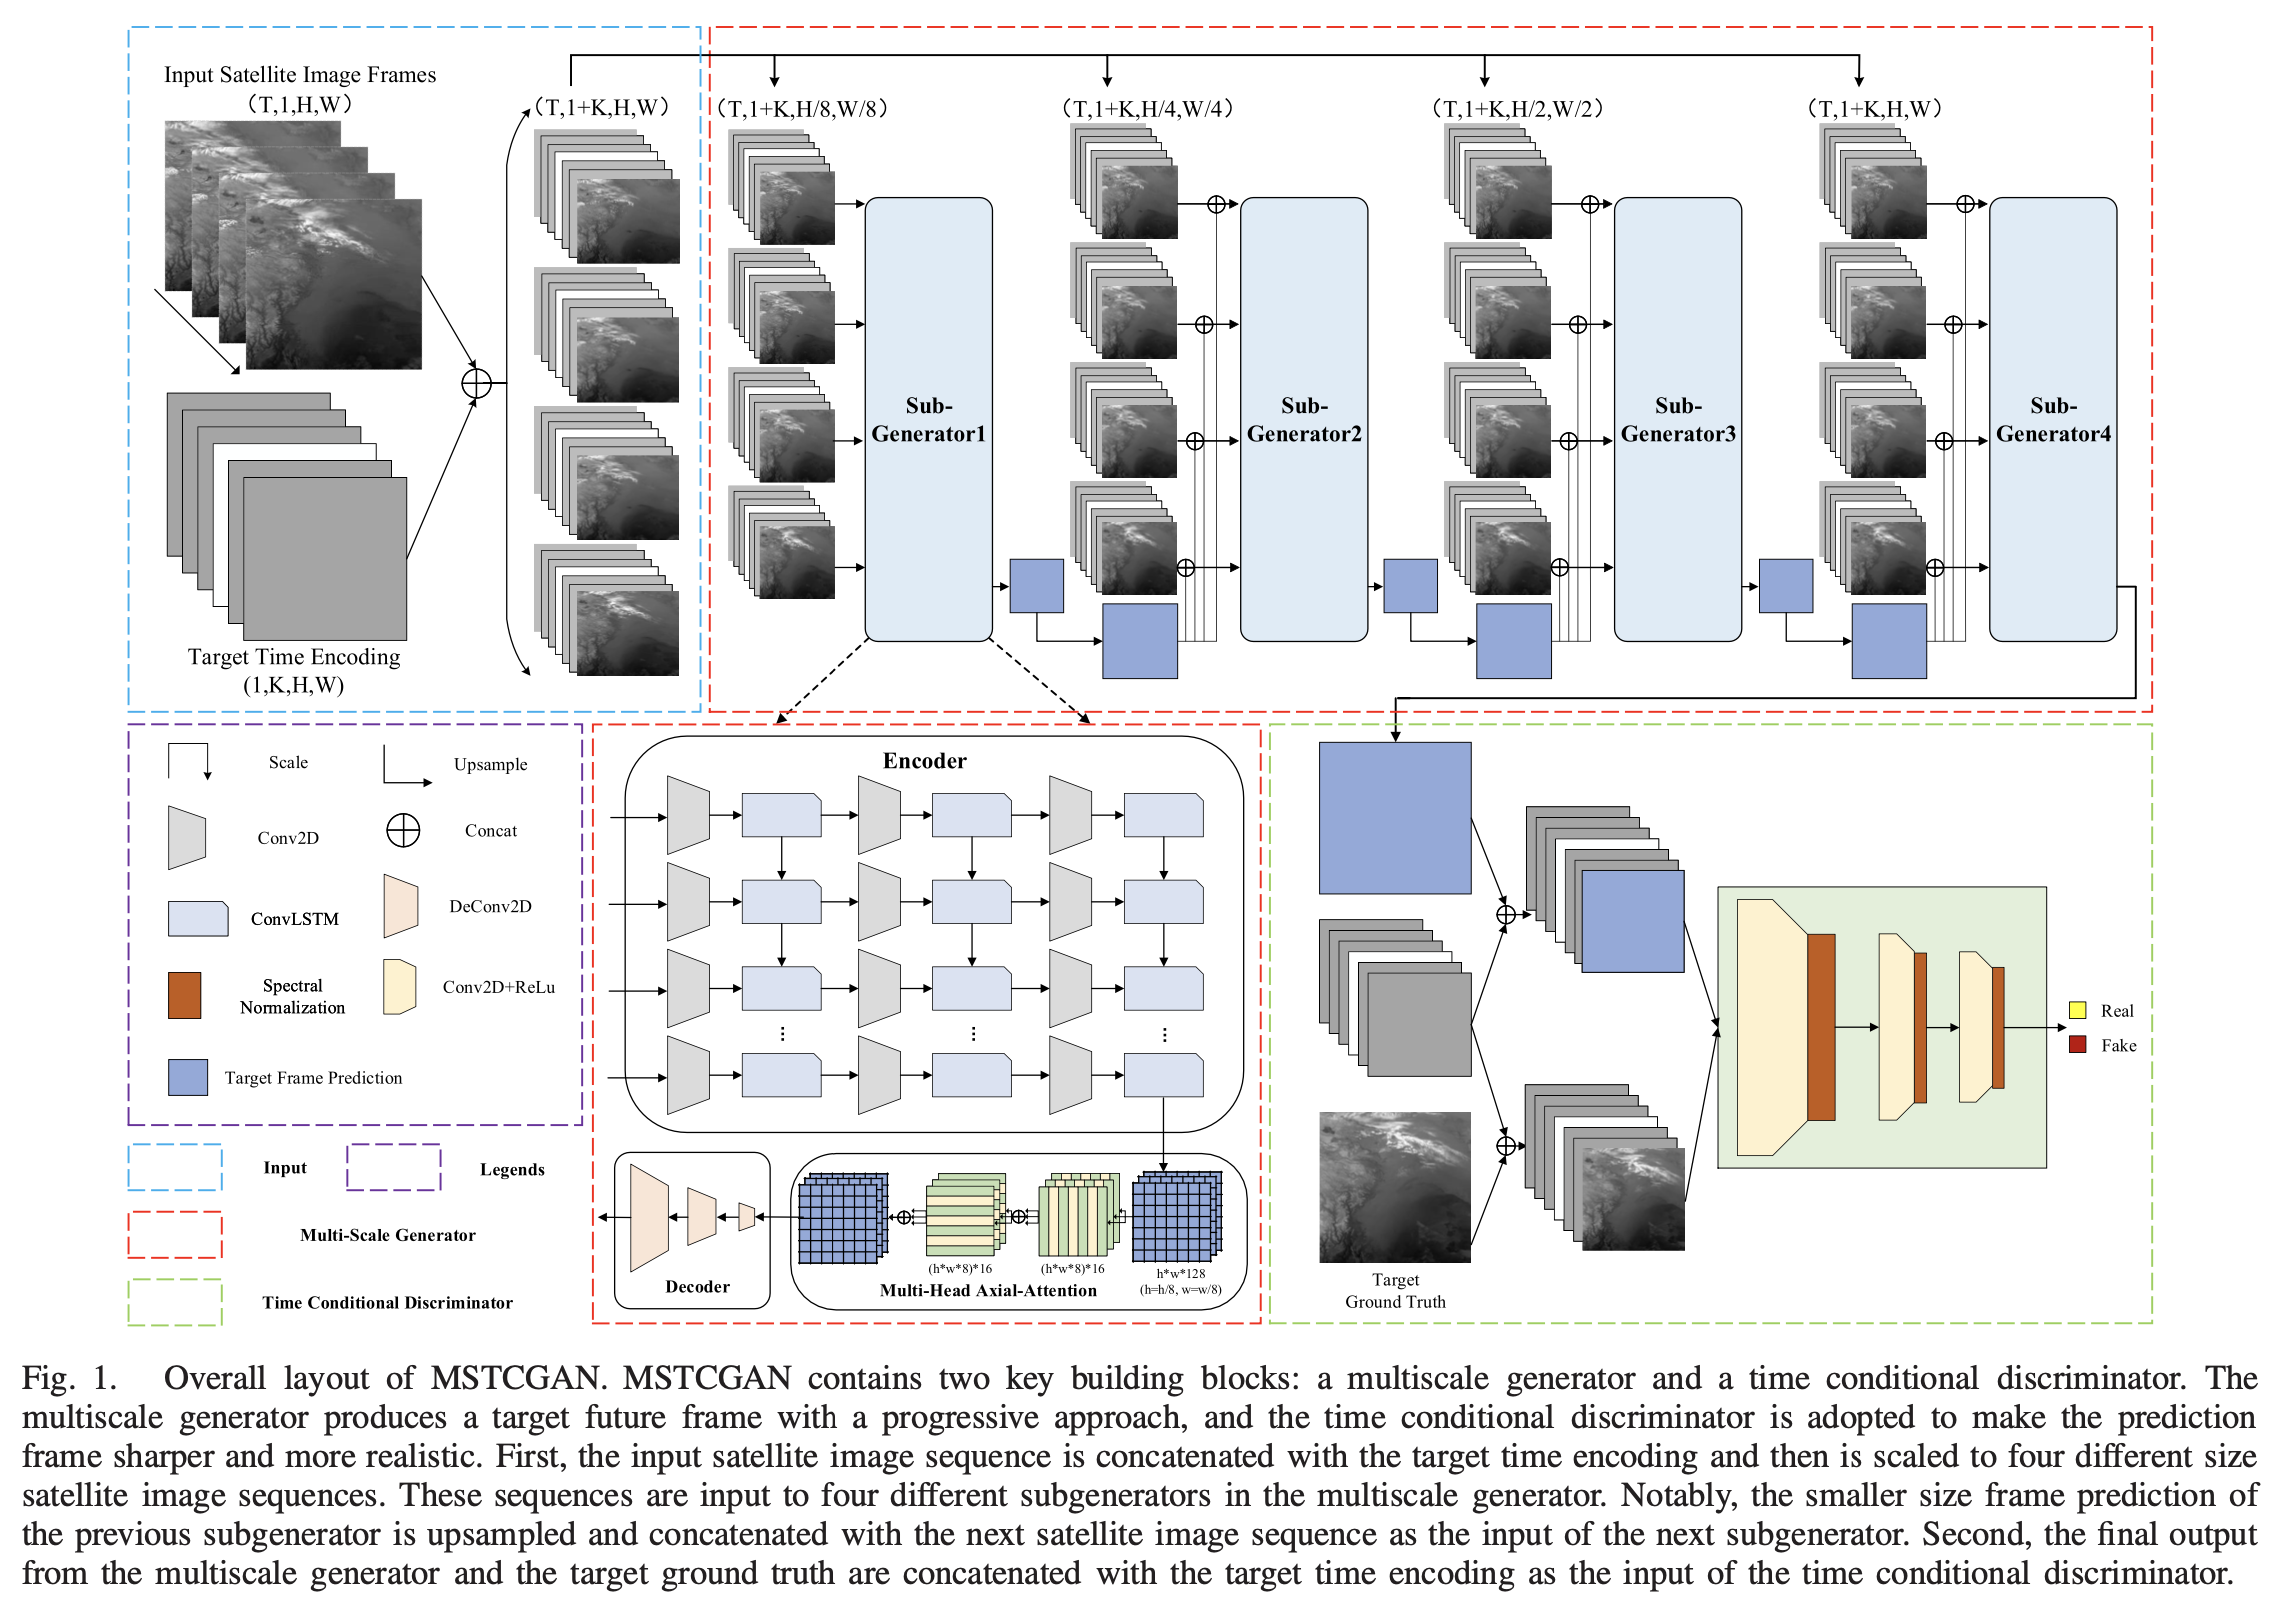 Input Satellite Image Frames
(T,1,H,W)
Target Time Encoding
(1,K,H,W)
(T,1+K,H,W)
(T,1+K,H/8,W/8)
(T,1+K,H/4,W/4)
(T,1+K,H/2,W/2)
(T,1+K,H,W)
Sub-
Generator1
Sub-
Generator2
Sub-
Generator3
Sub-
Generator4
Scale
Upsample
Conv2D
Concat
ConvLSTM
DeConv2D
Spectral
Normalization
Conv2D+ReLu
Target Frame Prediction
Input
Legends
Multi-Scale Generator
Time Conditional Discriminator
Encoder
...
...
...
Decoder
(h*w*8)*16
(h*w*8)*16
h*w*128
(h=h/8, w=w/8)
Multi-Head Axial-Attention
Target
Ground Truth
Real
Fake
Fig. 1. Overall layout of MSTCGAN. MSTCGAN contains two key building blocks: a multiscale generator and a time conditional discriminator. The
multiscale generator produces a target future frame with a progressive approach, and the time conditional discriminator is adopted to make the prediction
frame sharper and more realistic. First, the input satellite image sequence is concatenated with the target time encoding and then is scaled to four different size
satellite image sequences. These sequences are input to four different subgenerators in the multiscale generator. Notably, the smaller size frame prediction of
the previous subgenerator is upsampled and concatenated with the next satellite image sequence as the input of the next subgenerator. Second, the final output
from the multiscale generator and the target ground truth are concatenated with the target time encoding as the input of the time conditional discriminator.